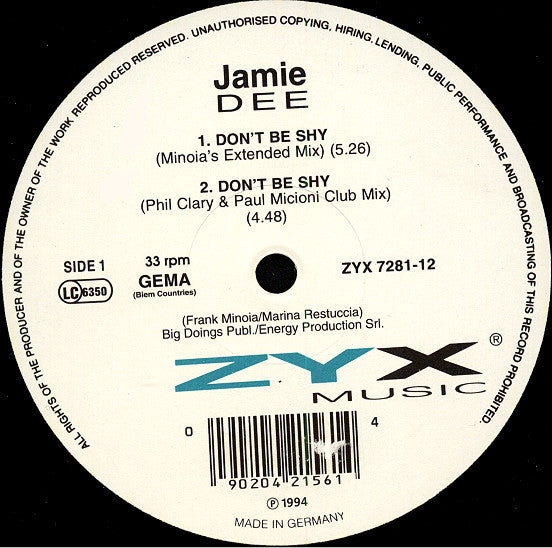 ALL RIGHTS OF THE PRODUCER AND OF THE OWNER OF THE WORK REPRODUCED RESERVED. UNAUTHORISED COPYING, HIRING, LENDING, PUBLIC PERFORMANCE AND BROADCASTING OF THIS RECORD PROHIBITED.
Jamie
DEE
1. DON'T BE SHY
(Minoia's Extended Mix) (5.26)
2. DON'T BE SHY
(Phil Clary & Paul Micioni Club Mix)
(4.48)
SIDE 1
33 rpm
ZYX 7281-12
LC 6350
GEMA
(Biem Countries)
(Frank Minoia/Marina Restuccia)
Big Doings Publ./Energy Production Srl.
ZYX ®
MUSIC
0 90204 21561 4
℗ 1994
MADE IN GERMANY